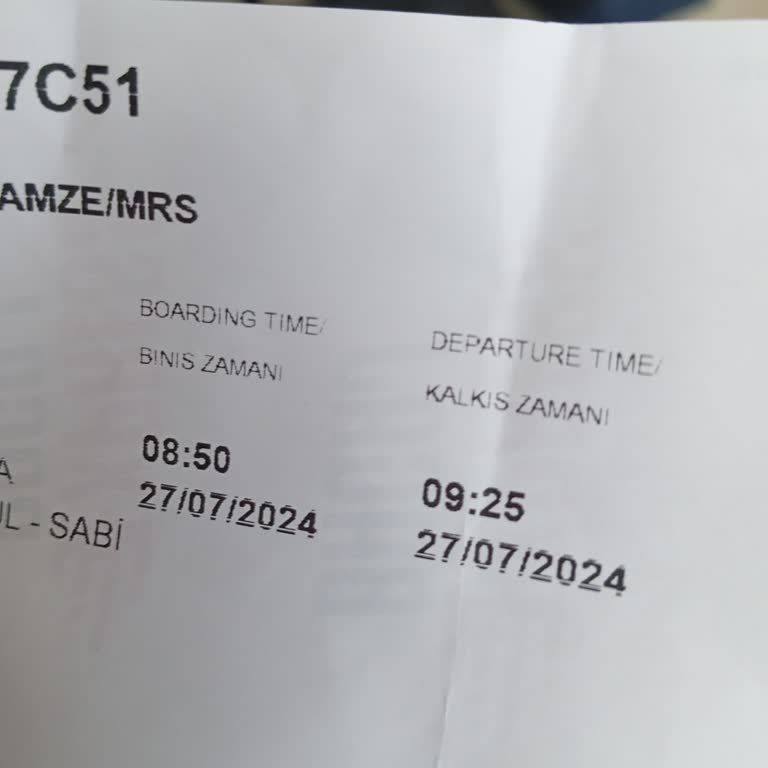 7C51
AMZE/MRS
BOARDING TIME/
BINIS ZAMANI
DEPARTURE TIME/
KALKIS ZAMANI
08:50
27/07/2024
09:25
27/07/2024
A
UL - SABİ